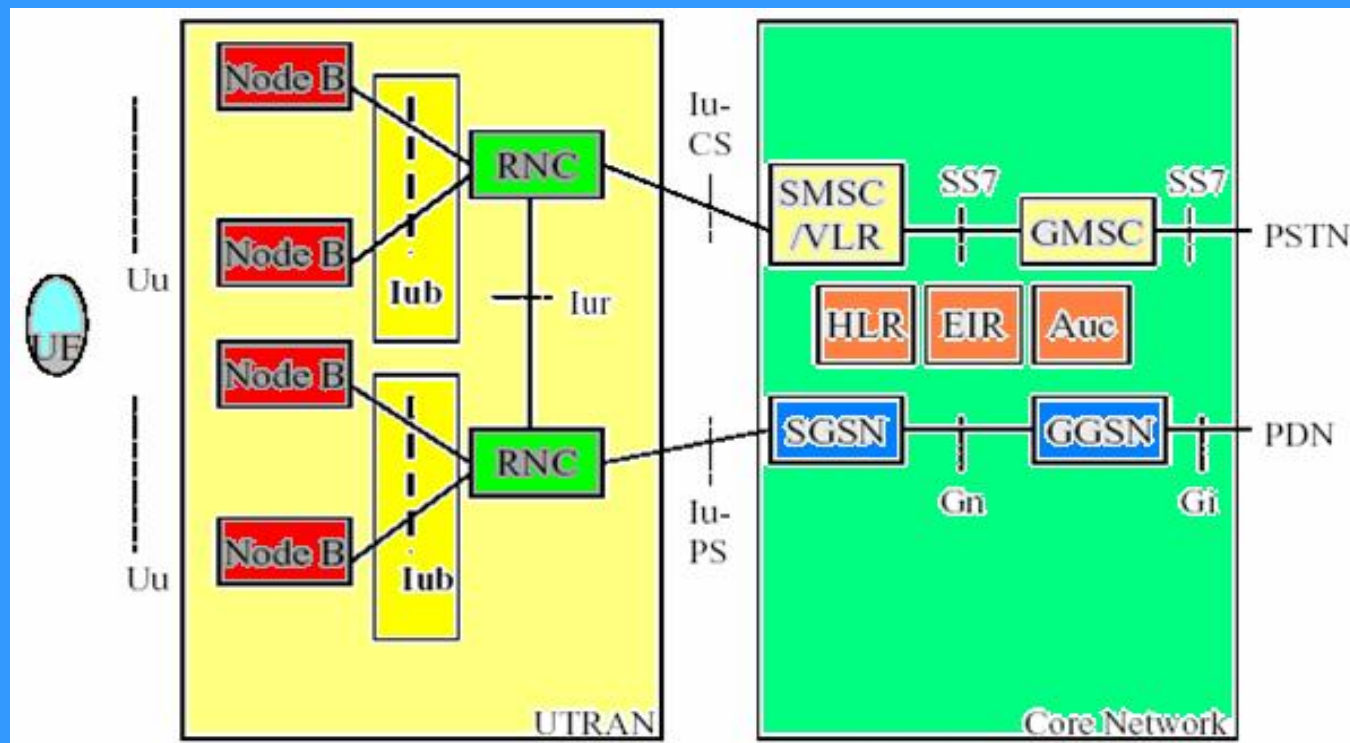 Node B
Node B
Node B
Node B
Uu
Uu
UE
Iub
Iub
RNC
RNC
Iur
UTRAN
Iu-
CS
Iu-
PS
SMSC
/VLR
SS7
GMSC
SS7
PSTN
HLR
EIR
Auc
SGSN
Gn
GGSN
Gi
PDN
Core Network